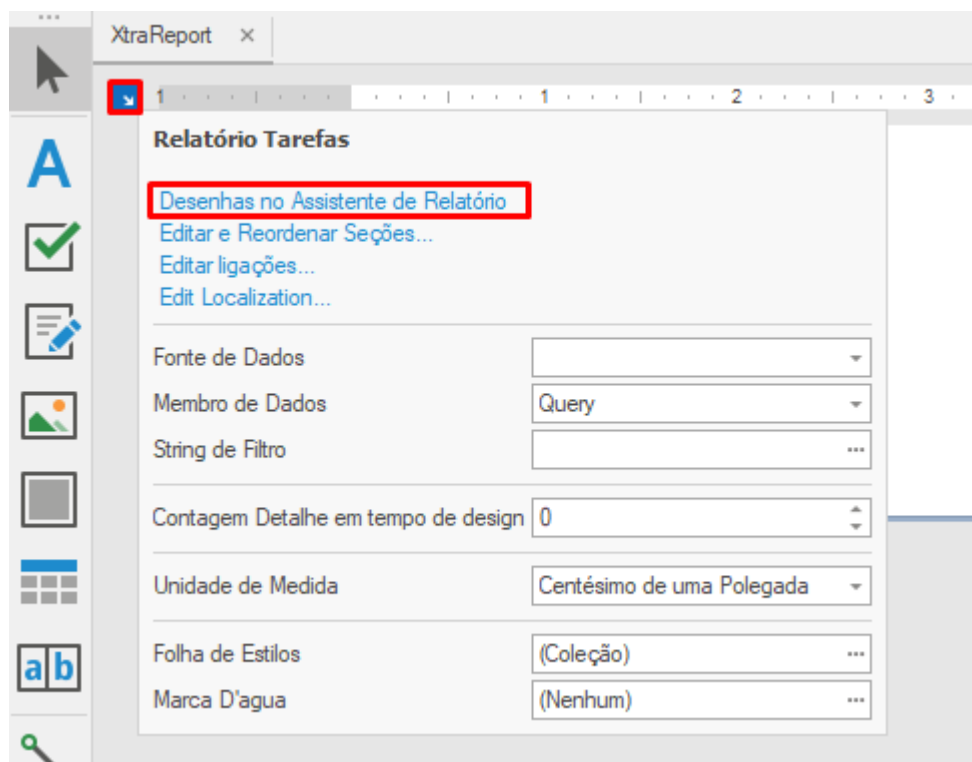 XtraReport ×
1 1 2 3
A
Relatório Tarefas
Desenhas no Assistente de Relatório
Editar e Reordenar Seções...
Editar ligações...
Edit Localization...
Fonte de Dados
Membro de Dados Query
String de Filtro
Contagem Detalhe em tempo de design 0
Unidade de Medida Centésimo de uma Polegada
Folha de Estilos (Coleção)
ab
Marca D'agua (Nenhum)